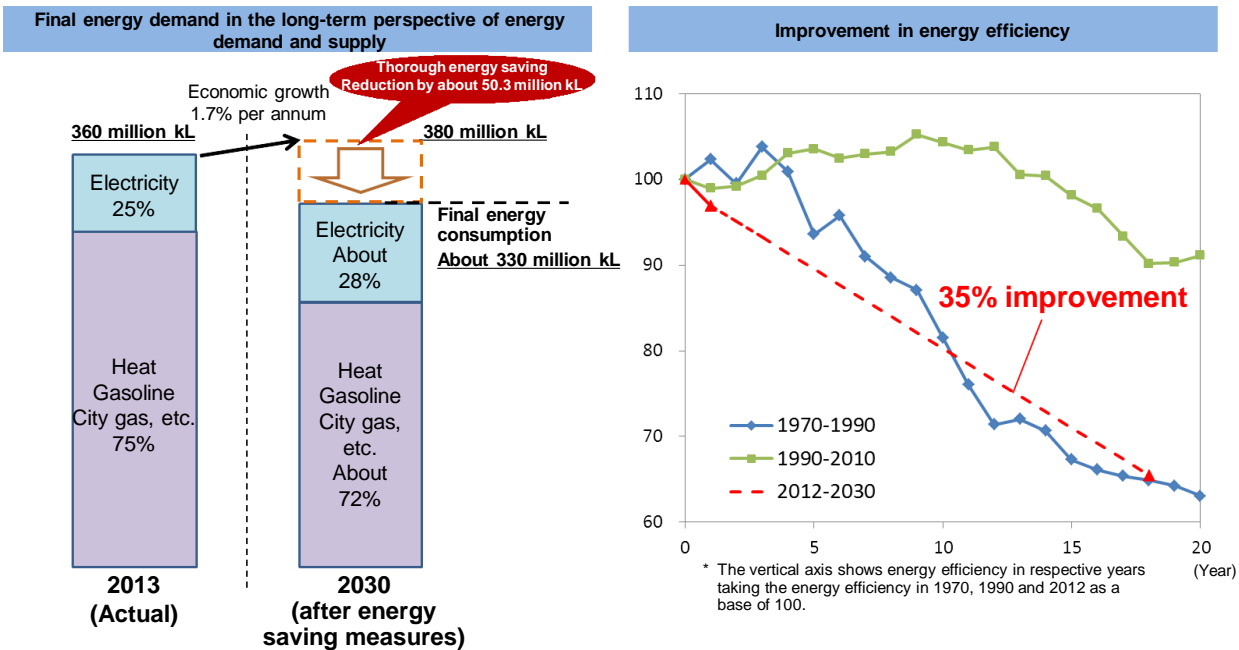 Final energy demand in the long-term perspective of energy
demand and supply
Thorough energy saving
Reduction by about 50.3 million kL
Economic growth
1.7% per annum
360 million kL
380 million kL
Electricity
25%
Heat
Gasoline
City gas, etc.
75%
Electricity
About
28%
Heat
Gasoline
City gas,
etc.
About
72%
Final energy
consumption
About 330 million kL
2013
(Actual)
2030
(after energy
saving measures)
Improvement in energy efficiency
110
100
90
80
70
60
35% improvement
1970-1990
1990-2010
2012-2030
0
5
10
15
20
(Year)
* The vertical axis shows energy efficiency in respective years
taking the energy efficiency in 1970, 1990 and 2012 as a
base of 100.